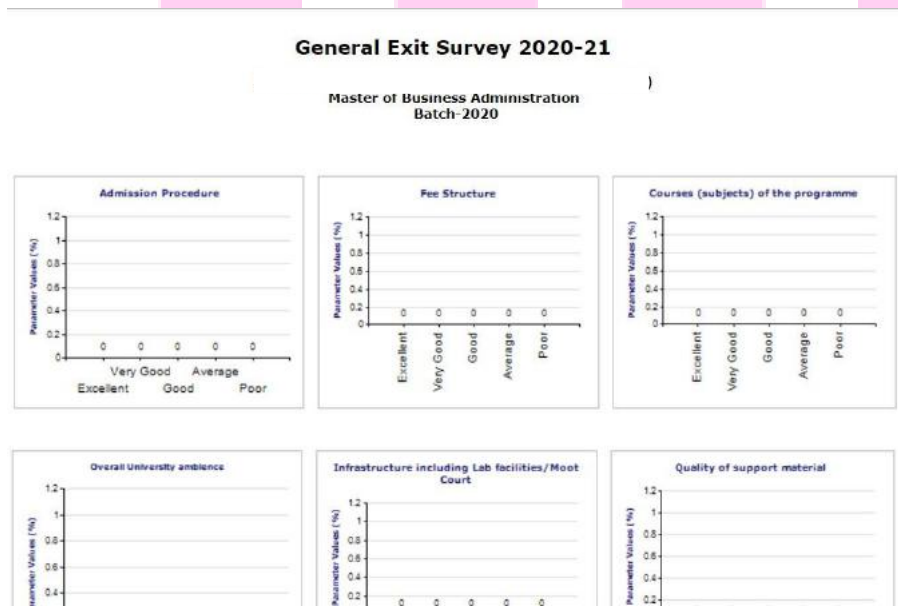 General Exit Survey 2020-21
)
Master of Business Administration
Batch-2020
Admission Procedure
Parameter Values (%)
1.2
1
0.8
0.6
0.4
0.2
0
0 0 0 0 0
Very Good Average
Excellent Good Poor
Fee Structure
Parameter Values (%)
1.2
1
0.8
0.6
0.4
0.2
0
0 0 0 0 0
Excellent
Very Good
Good
Average
Poor
Courses (subjects) of the programme
Parameter Values (%)
1.2
1
0.8
0.6
0.4
0.2
0
0 0 0 0 0
Excellent
Very Good
Good
Average
Poor
Overall University ambience
Parameter Values (%)
1.2
1
0.8
0.6
0.4
Infrastructure including Lab facilities/Moot
Court
Parameter Values (%)
1.2
1
0.8
0.6
0.4
0.2
0 0 0 0 0
Quality of support material
Parameter Values (%)
1.2
1
0.8
0.6
0.4
0.2